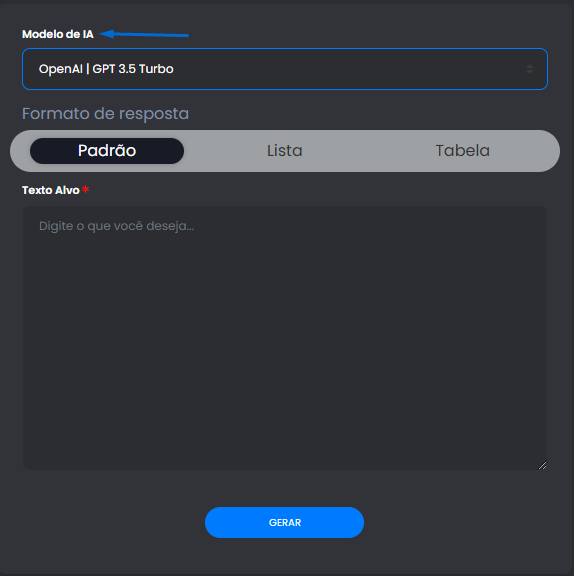 Modelo de IA
OpenAI | GPT 3.5 Turbo
Formato de resposta
Padrão Lista Tabela
Texto Alvo *
Digite o que você deseja...
GERAR